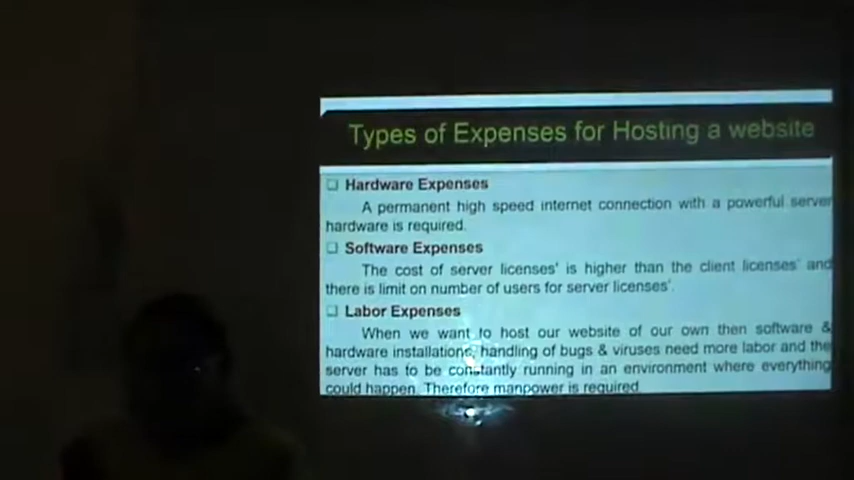 Types of Expenses for Hosting a website
❑ Hardware Expenses
A permanent high speed internet connection with a powerful server
hardware is required.
❑ Software Expenses
The cost of server licenses' is higher than the client licenses' and
there is limit on number of users for server licenses'.
❑ Labor Expenses
When we want to host our website of our own then software &
hardware installations, handling of bugs & viruses need more labor and the
server has to be constantly running in an environment where everything
could happen. Therefore manpower is required.